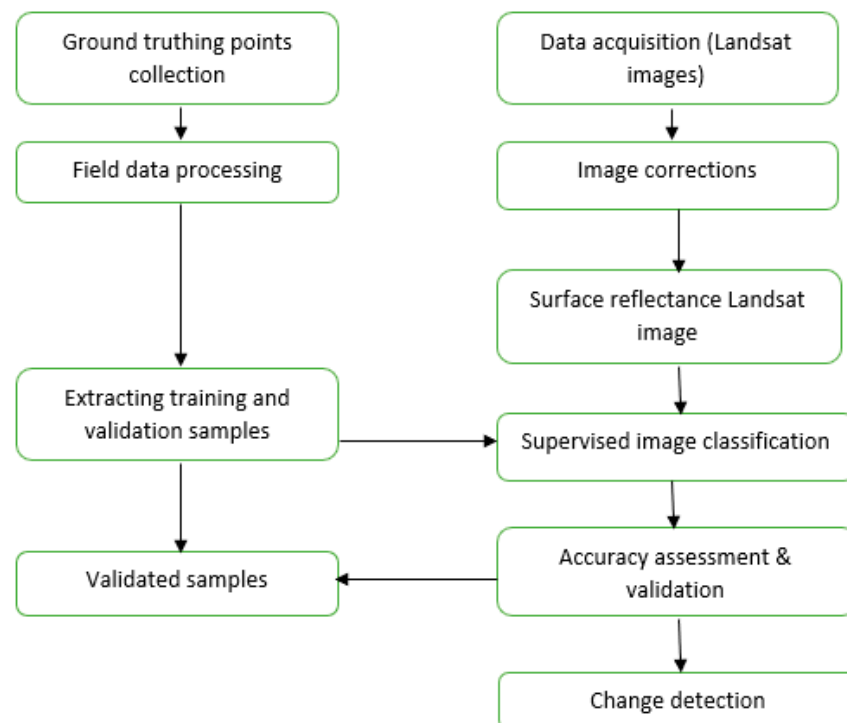 Ground truthing points
collection
Data acquisition (Landsat
images)
Field data processing
Image corrections
Surface reflectance Landsat
image
Extracting training and
validation samples
Supervised image classification
Validated samples
Accuracy assessment &
validation
Change detection